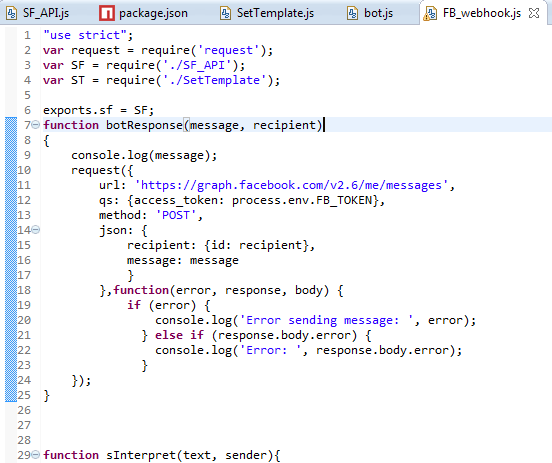 SF_API.js package.json SetTemplate.js bot.js FB_webhook.js
1 "use strict";
2 var request = require('request');
3 var SF = require('./SF_API');
4 var ST = require('./SetTemplate');
5
6 exports.sf = SF;
7 function botResponse(message, recipient)
8 {
9     console.log(message);
10     request({
11         url: 'https://graph.facebook.com/v2.6/me/messages',
12         qs: {access_token: process.env.FB_TOKEN},
13         method: 'POST',
14         json: {
15             recipient: {id: recipient},
16             message: message
17             }
18         },function(error, response, body) {
19             if (error) {
20                 console.log('Error sending message: ', error);
21               } else if (response.body.error) {
22                 console.log('Error: ', response.body.error);
23               }
24     });
25 }
26
27
28
29 function sInterpret(text, sender){